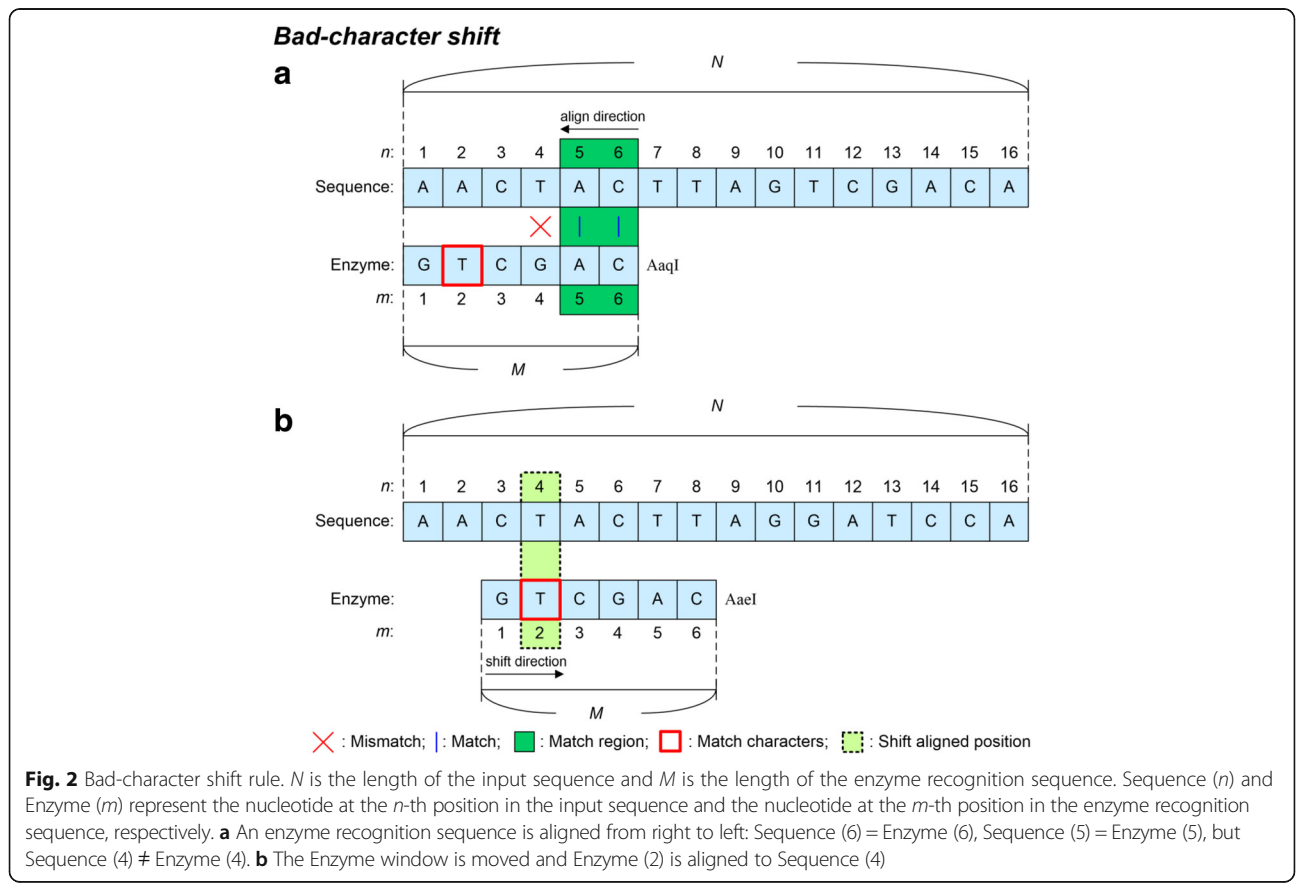 Bad-character shift
a
N
align direction
n: 1 2 3 4 5 6 7 8 9 10 11 12 13 14 15 16
Sequence: A A C T A C T T A G T C G A C A
Enzyme: G T C G A C AaqI
m: 1 2 3 4 5 6
M
b
N
n: 1 2 3 4 5 6 7 8 9 10 11 12 13 14 15 16
Sequence: A A C T A C T T A G G A T C C A
Enzyme: G T C G A C AaeI
m: 1 2 3 4 5 6
shift direction
M
: Mismatch; : Match; : Match region; : Match characters; : Shift aligned position
Fig. 2 Bad-character shift rule. N is the length of the input sequence and M is the length of the enzyme recognition sequence. Sequence (n) and
Enzyme (m) represent the nucleotide at the n-th position in the input sequence and the nucleotide at the m-th position in the enzyme recognition
sequence, respectively. a An enzyme recognition sequence is aligned from right to left: Sequence (6) = Enzyme (6), Sequence (5) = Enzyme (5), but
Sequence (4) ≠ Enzyme (4). b The Enzyme window is moved and Enzyme (2) is aligned to Sequence (4)